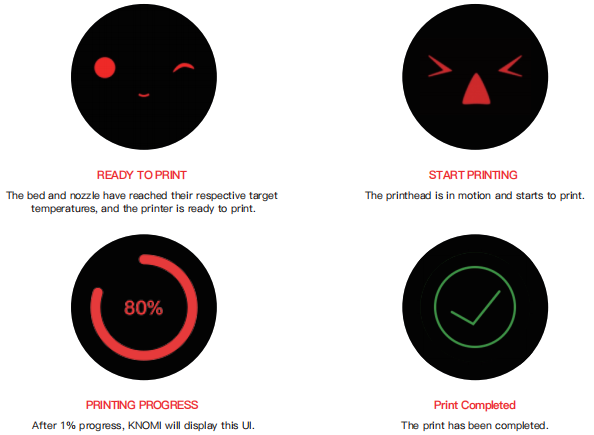 READY TO PRINT
The bed and nozzle have reached their respective target
temperatures, and the printer is ready to print.
START PRINTING
The printhead is in motion and starts to print.
80%
PRINTING PROGRESS
After 1% progress, KNOMI will display this UI.
Print Completed
The print has been completed.